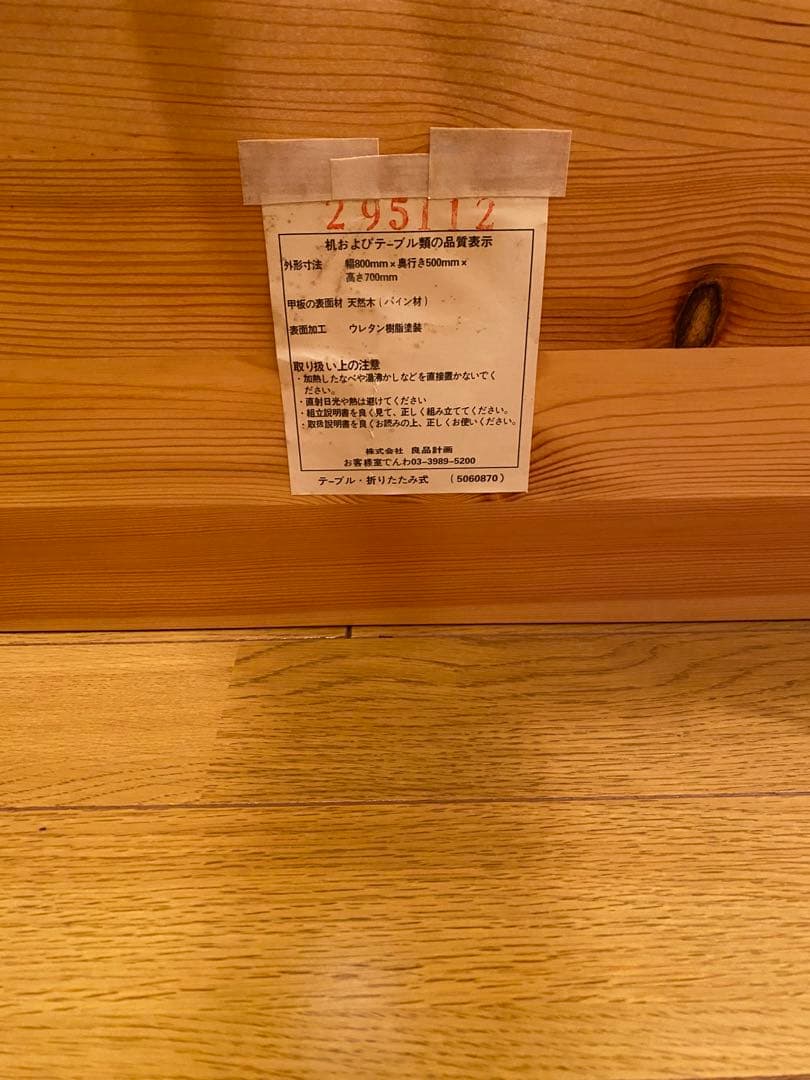 295112
机およびテーブル類の品質表示
外形寸法 幅800mm×奥行き500mm×
高さ700mm
甲板の表面材 天然木(パイン材)
表面加工 ウレタン樹脂塗装
取り扱い上の注意
・加熱したなべや湯沸かしなどを直接置かないでく
ださい。
・直射日光や熱は避けてください
・組立説明書を良く見て、正しく組み立ててください。
・取扱説明書を良くお読みの上、正しくお使いください。
株式会社 良品計画
お客様室でんわ03-3989-5200
テーブル・折りたたみ式 (5060870)